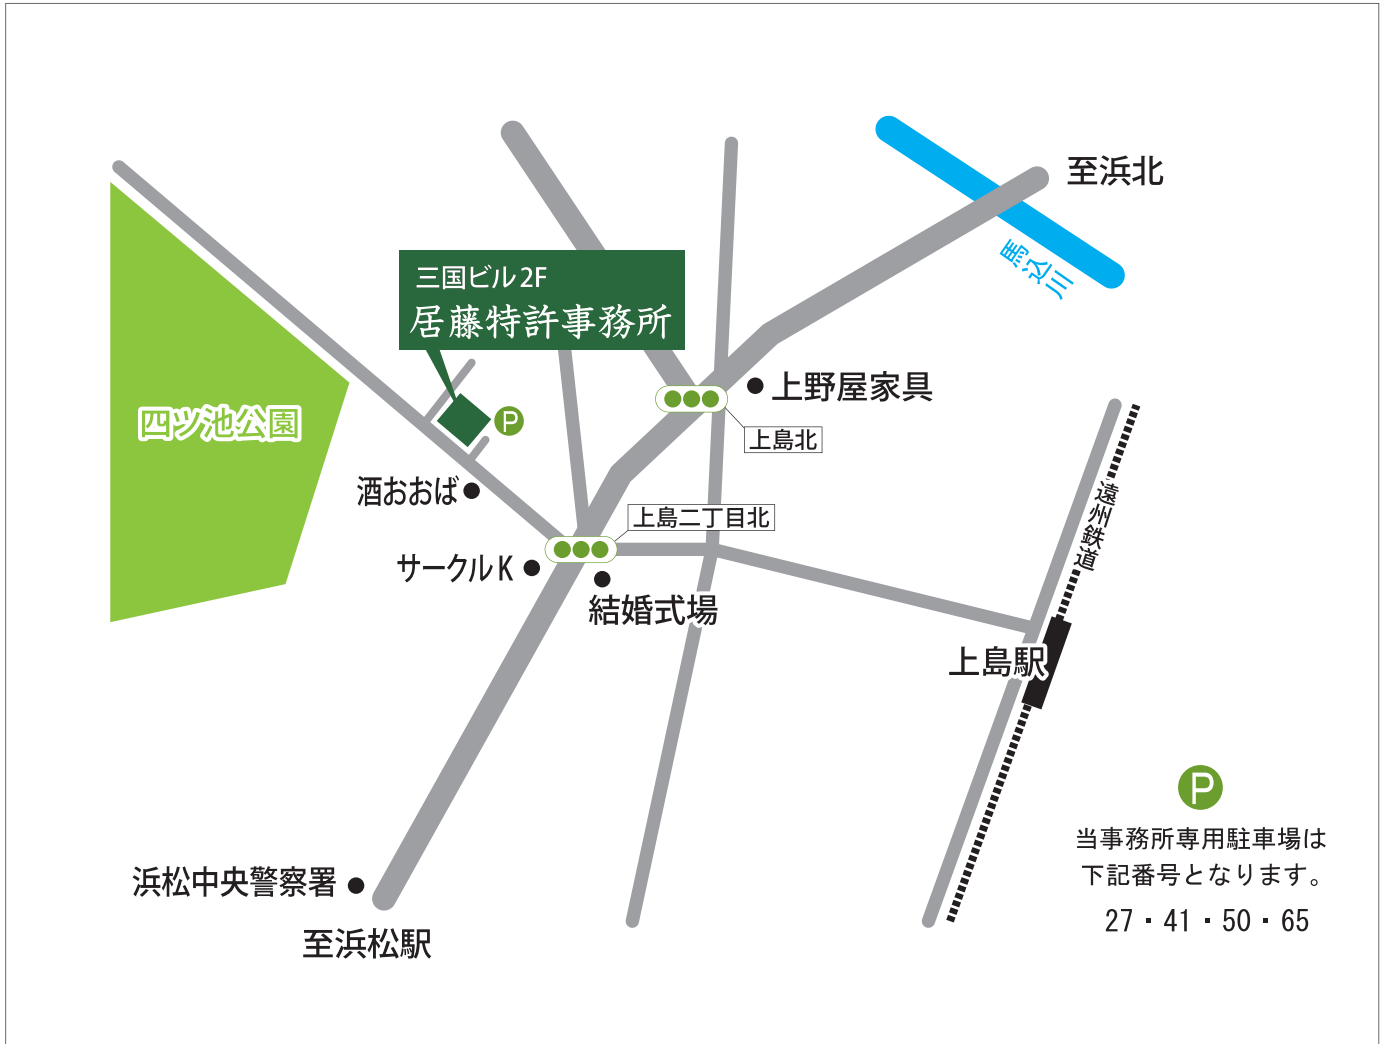 至浜北
馬込川
三国ビル2F
居藤特許事務所
上野屋家具
上島北
四ツ池公園
P
酒おおば
上島二丁目北
遠州鉄道
サークルK
結婚式場
上島駅
P
当事務所専用駐車場は
下記番号となります。
27・41・50・65
浜松中央警察署
至浜松駅